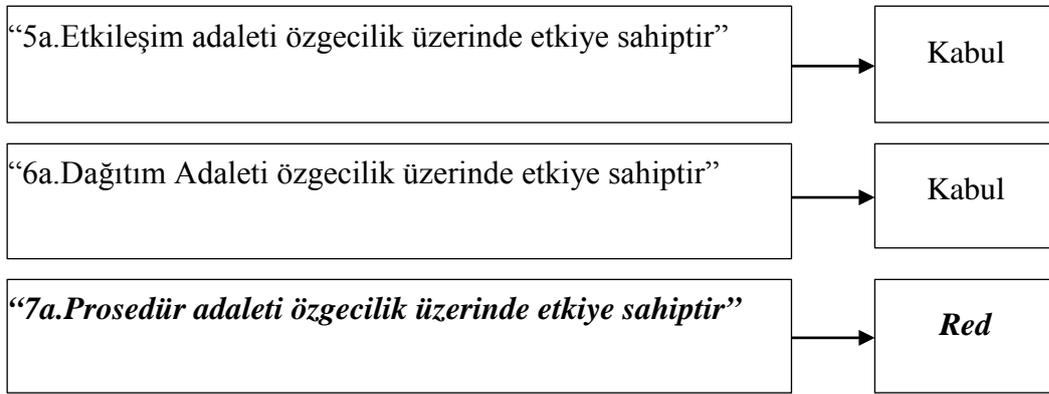 “5a.Etkileşim adaleti özgecilik üzerinde etkiye sahiptir”
Kabul
“6a.Dağıtım Adaleti özgecilik üzerinde etkiye sahiptir”
Kabul
“7a.Prosedür adaleti özgecilik üzerinde etkiye sahiptir”
Red